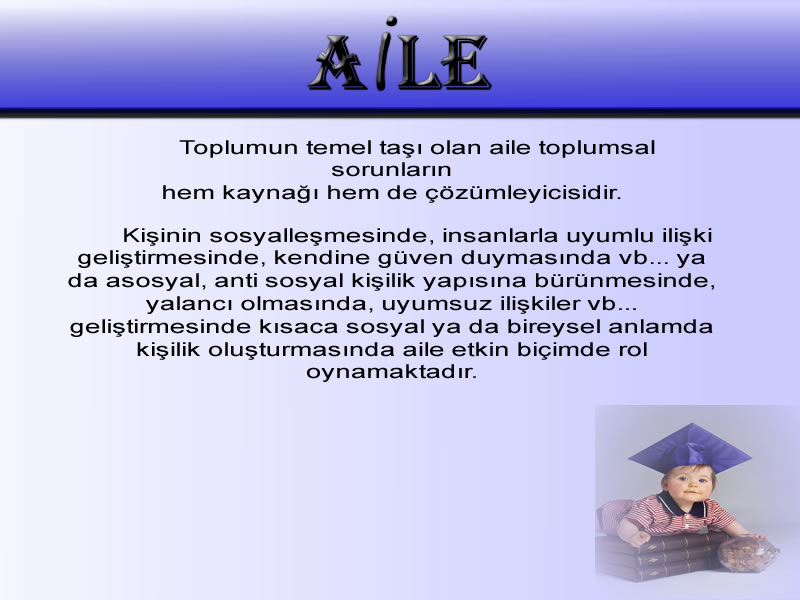 AİLE
Toplumun temel taşı olan aile toplumsal
sorunların
hem kaynağı hem de çözümleyicisidir.
Kişinin sosyalleşmesinde, insanlarla uyumlu ilişki
geliştirmesinde, kendine güven duymasında vb... ya
da asosyal, anti sosyal kişilik yapısına bürünmesinde,
yalancı olmasında, uyumsuz ilişkiler vb...
geliştirmesinde kısaca sosyal ya da bireysel anlamda
kişilik oluşturmasında aile etkin biçimde rol
oynamaktadır.